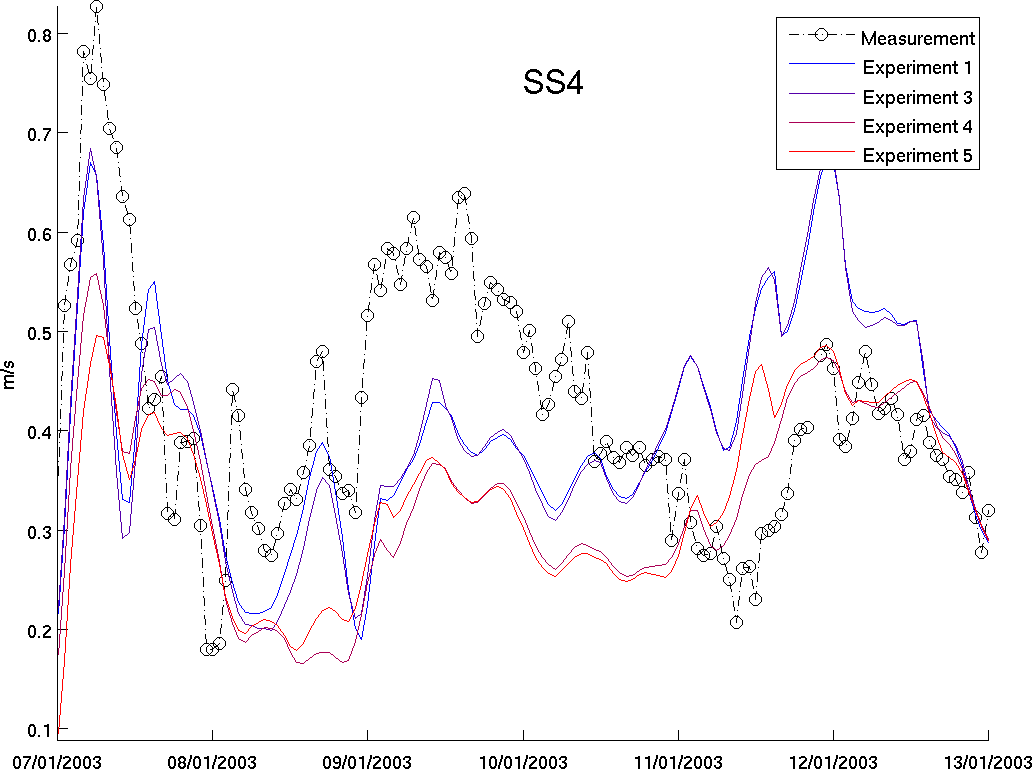 SS4
Measurement
Experiment 1
Experiment 3
Experiment 4
Experiment 5
m/s
0.8
0.7
0.6
0.5
0.4
0.3
0.2
0.1
07/01/2003 08/01/2003 09/01/2003 10/01/2003 11/01/2003 12/01/2003 13/01/2003